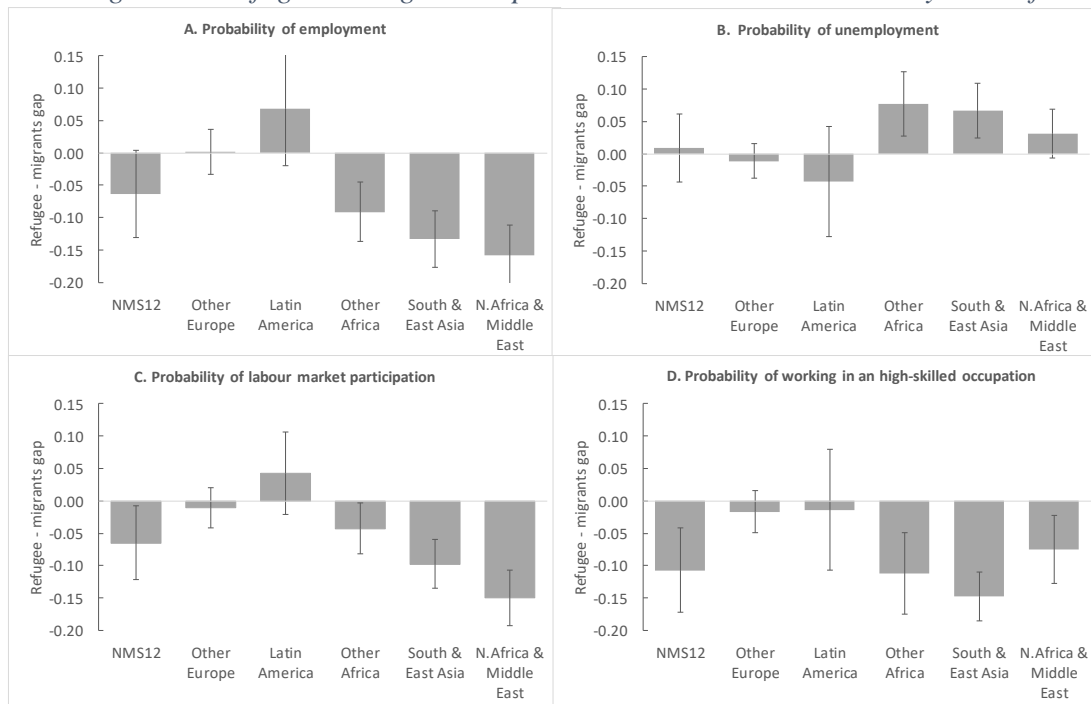 A. Probability of employment
Refugee - migrants gap
0.15
0.10
0.05
0.00
-0.05
-0.10
-0.15
-0.20
NMS12
Other Europe
Latin America
Other Africa
South & East Asia
N.Africa & Middle East
B. Probability of unemployment
Refugee - migrants gap
0.15
0.10
0.05
0.00
-0.05
-0.10
-0.15
-0.20
NMS12
Other Europe
Latin America
Other Africa
South & East Asia
N.Africa & Middle East
C. Probability of labour market participation
Refugee - migrants gap
0.15
0.10
0.05
0.00
-0.05
-0.10
-0.15
-0.20
NMS12
Other Europe
Latin America
Other Africa
South & East Asia
N.Africa & Middle East
D. Probability of working in an high-skilled occupation
Refugee - migrants gap
0.15
0.10
0.05
0.00
-0.05
-0.10
-0.15
-0.20
NMS12
Other Europe
Latin America
Other Africa
South & East Asia
N.Africa & Middle East